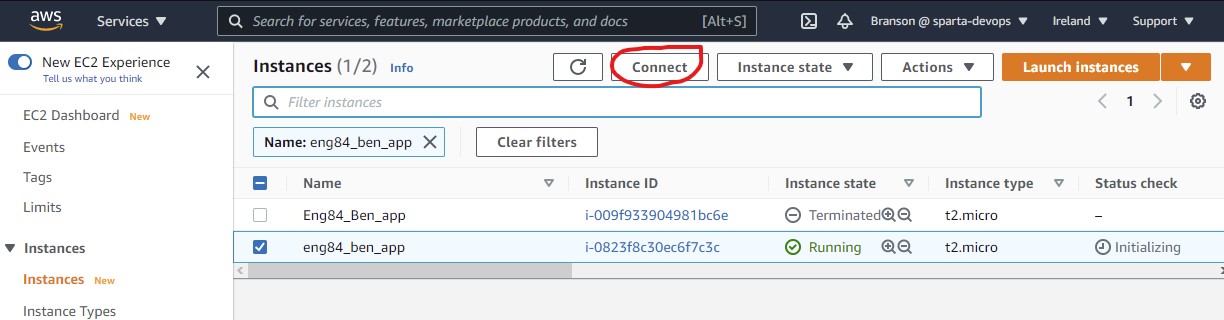 aws Services Search for services, features, marketplace products, and docs [Alt+S] Branson @ sparta-devops Ireland Support
New EC2 Experience
Tell us what you think
EC2 Dashboard New
Events
Tags
Limits
Instances
Instances New
Instance Types
Instances (1/2) Info Connect Instance state Actions Launch instances
Filter instances 1
Name: eng84_ben_app Clear filters
Name Instance ID Instance state Instance type Status check
Eng84_Ben_app i-009f933904981bc6e Terminated t2.micro –
eng84_ben_app i-0823f8c30ec6f7c3c Running t2.micro Initializing